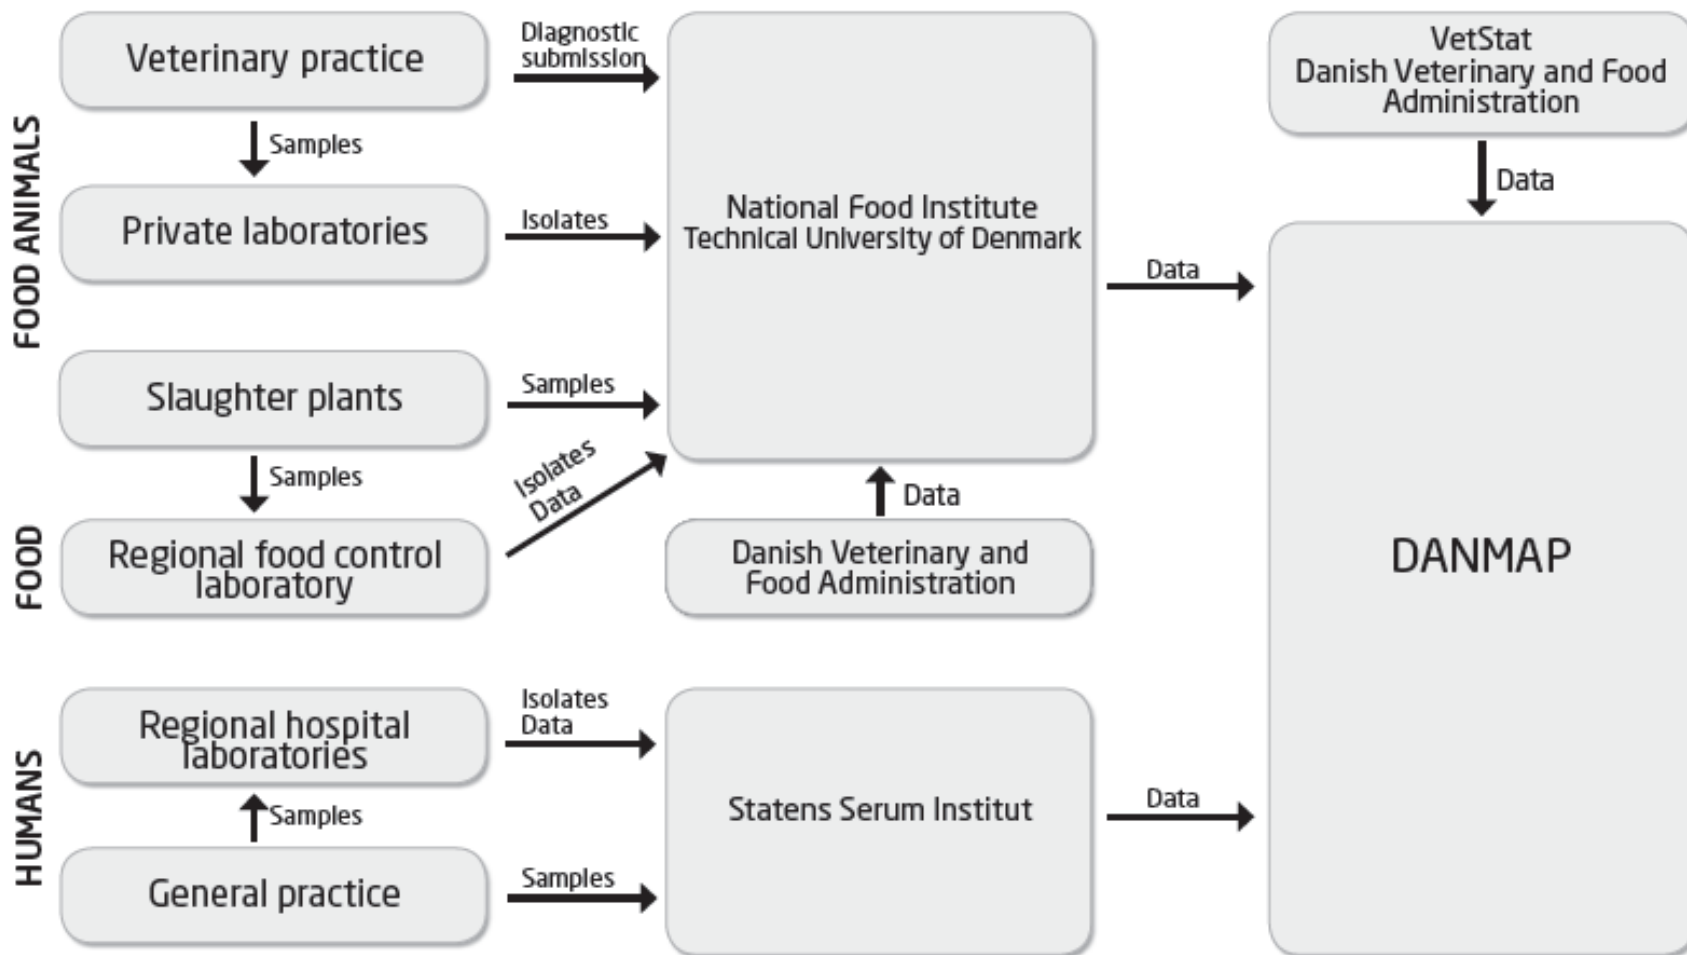 FOOD ANIMALS
Veterinary practice
Diagnostic
submission
Samples
Private laboratories
Isolates
Slaughter plants
Samples
Samples
FOOD
Regional food control
laboratory
Isolates
Data
National Food Institute
Technical University of Denmark
Data
Danish Veterinary and
Food Administration
Data
VetStat
Danish Veterinary and Food
Administration
Data
DANMAP
HUMANS
Regional hospital
laboratories
Isolates
Data
Samples
General practice
Samples
Statens Serum Institut
Data